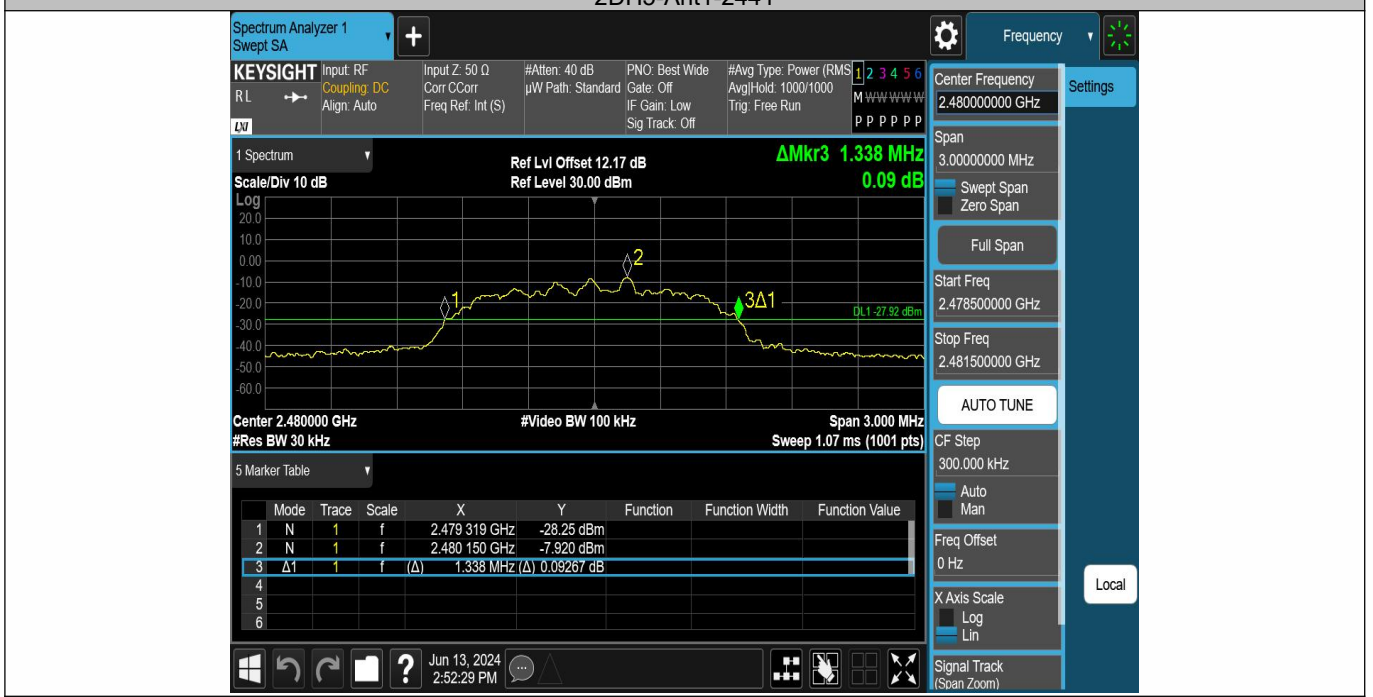 2DH5-Ant1-2441
Spectrum Analyzer 1
Swept SA
Frequency
KEYSIGHT
RL
LXI
Input: RF
Coupling: DC
Align: Auto
Input Z: 50 Ω
Corr CCorr
Freq Ref: Int (S)
#Atten: 40 dB
µW Path: Standard
PNO: Best Wide
Gate: Off
IF Gain: Low
Sig Track: Off
#Avg Type: Power (RMS
Avg|Hold: 1000/1000
Trig: Free Run
1 2 3 4 5 6
M W W W W W
P P P P P P
Center Frequency
2.480000000 GHz
Settings
Span
3.00000000 MHz
Swept Span
Zero Span
Full Span
Start Freq
2.478500000 GHz
Stop Freq
2.481500000 GHz
AUTO TUNE
CF Step
300.000 kHz
Auto
Man
Freq Offset
0 Hz
X Axis Scale
Log
Lin
Signal Track
(Span Zoom)
Local
1 Spectrum
Scale/Div 10 dB
Ref Lvl Offset 12.17 dB
Ref Level 30.00 dBm
ΔMkr3 1.338 MHz
0.09 dB
Log
20.0
10.0
0.00
-10.0
-20.0
-30.0
-40.0
-50.0
-60.0
1
2
3Δ1
DL1 -27.92 dBm
Center 2.480000 GHz
#Video BW 100 kHz
Span 3.000 MHz
#Res BW 30 kHz
Sweep 1.07 ms (1001 pts)
5 Marker Table
Mode Trace Scale X Y Function Function Width Function Value
1 N 1 f 2.479 319 GHz -28.25 dBm
2 N 1 f 2.480 150 GHz -7.920 dBm
3 Δ1 1 f (Δ) 1.338 MHz (Δ) 0.09267 dB
4
5
6
Jun 13, 2024
2:52:29 PM